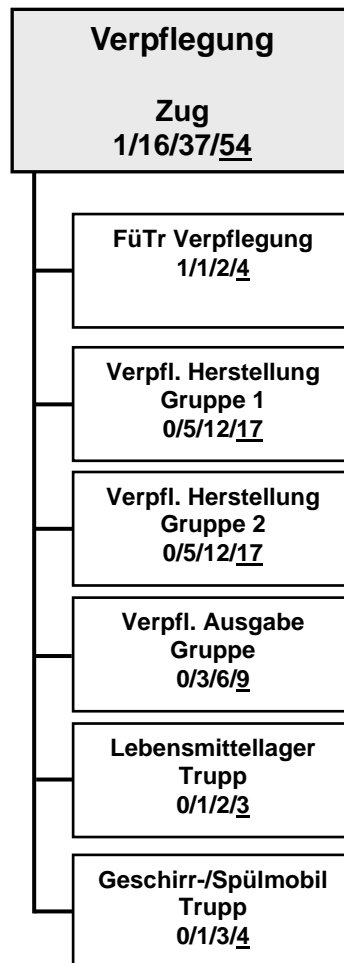 Verpflegung
Zug
1/16/37/54
FüTr Verpflegung
1/1/2/4
Verpfl. Herstellung
Gruppe 1
0/5/12/17
Verpfl. Herstellung
Gruppe 2
0/5/12/17
Verpfl. Ausgabe
Gruppe
0/3/6/9
Lebensmittellager
Trupp
0/1/2/3
Geschirr-/Spülmobil
Trupp
0/1/3/4